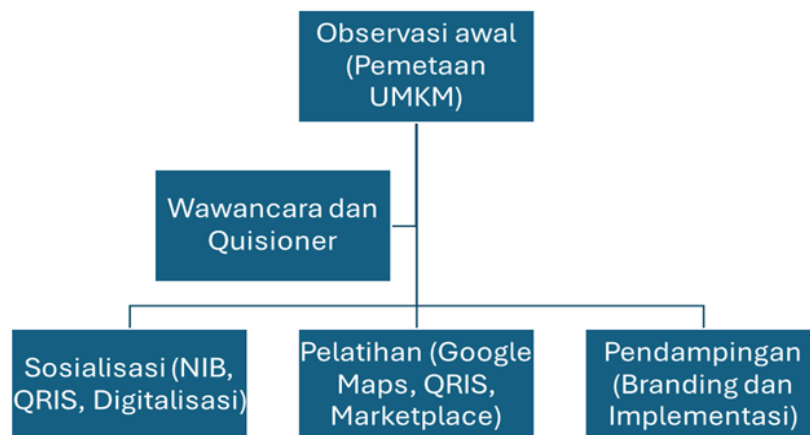 Observasi awal
(Pemetaan
UMKM)
Wawancara dan
Quisioner
Sosialisasi (NIB,
QRIS, Digitalisasi)
Pelatihan (Google
Maps, QRIS,
Marketplace)
Pendampingan
(Branding dan
Implementasi)